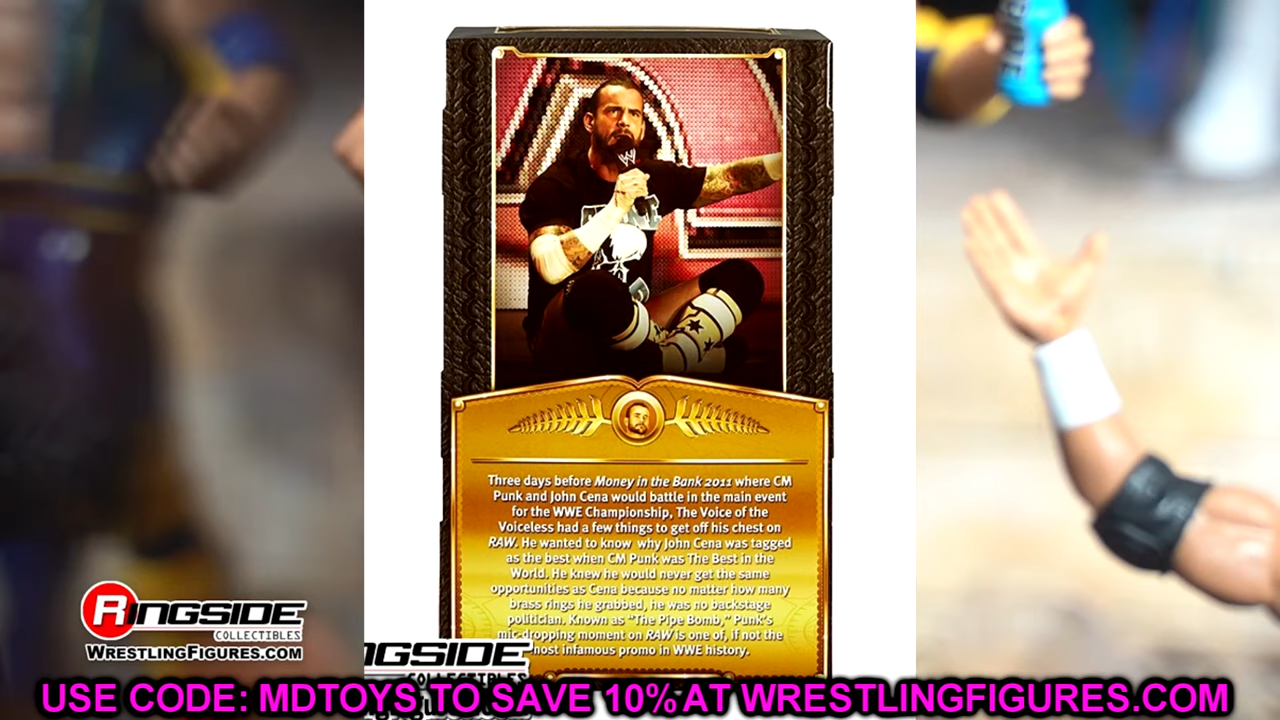 Three days before Money in the Bank 2011 where CM
Punk and John Cena would battle in the main event
for the WWE Championship, The Voice of the
Voiceless had a few things to get off his chest on
RAW. He wanted to know why John Cena was tagged
as the best when CM Punk was The Best in the
World. He knew he would never get the same
opportunities as Cena because no matter how many
brass rings he grabbed, he was no backstage
politician. Known as "The Pipe Bomb," Punk's
mic-dropping moment on RAW is one of, if not the
most infamous promo in WWE history.
RINGSIDE
COLLECTIBLES
WRESTLINGFIGURES.COM
NGSIDE
USE CODE: MDTOYS TO SAVE 10% AT WRESTLINGFIGURES.COM